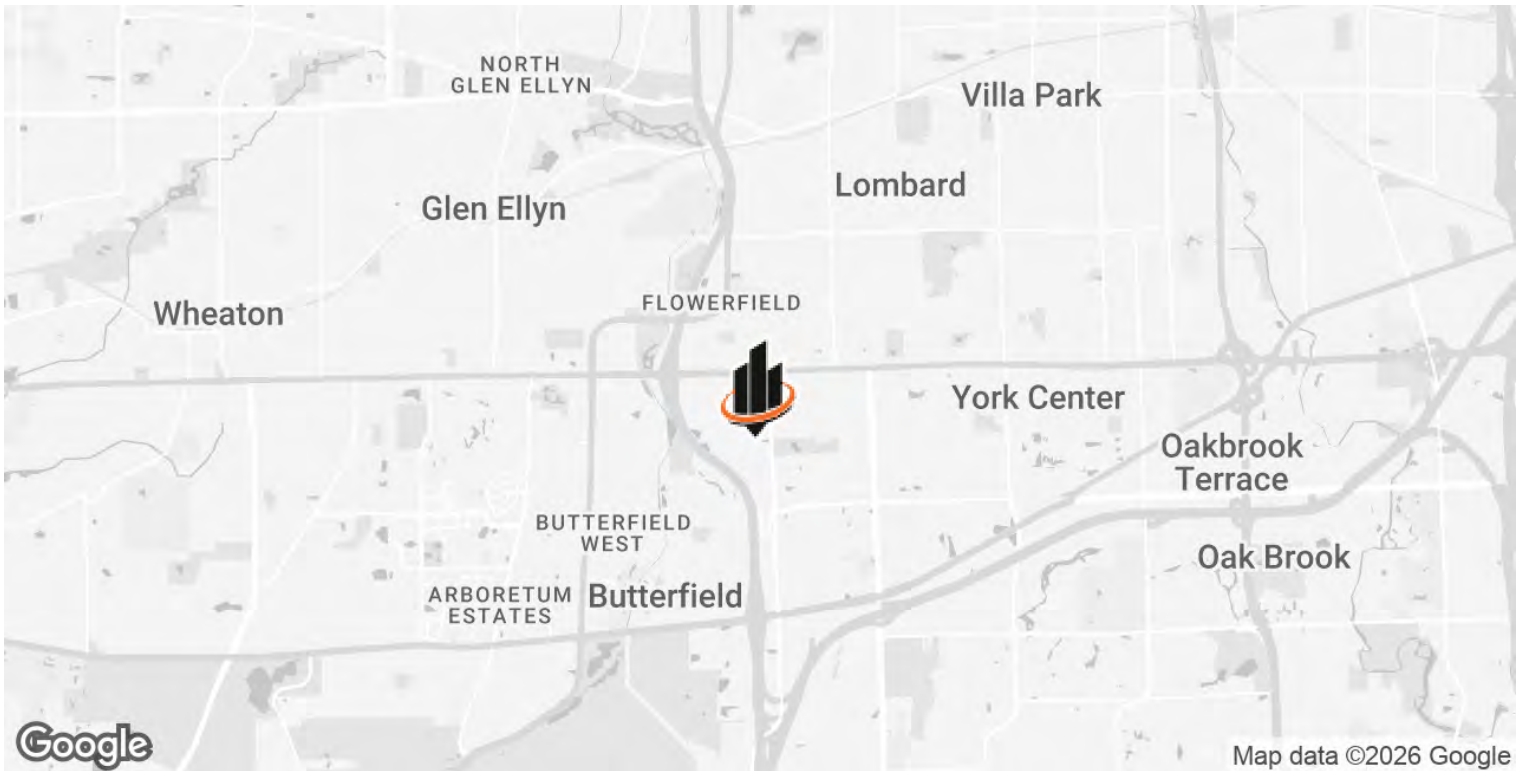 NORTH
GLEN ELLYN
Villa Park
Lombard
Glen Ellyn
FLOWERFIELD
Wheaton
York Center
Oakbrook
Terrace
BUTTERFIELD
WEST
Oak Brook
ARBORETUM
ESTATES
Butterfield
Google
Map data ©2026 Google